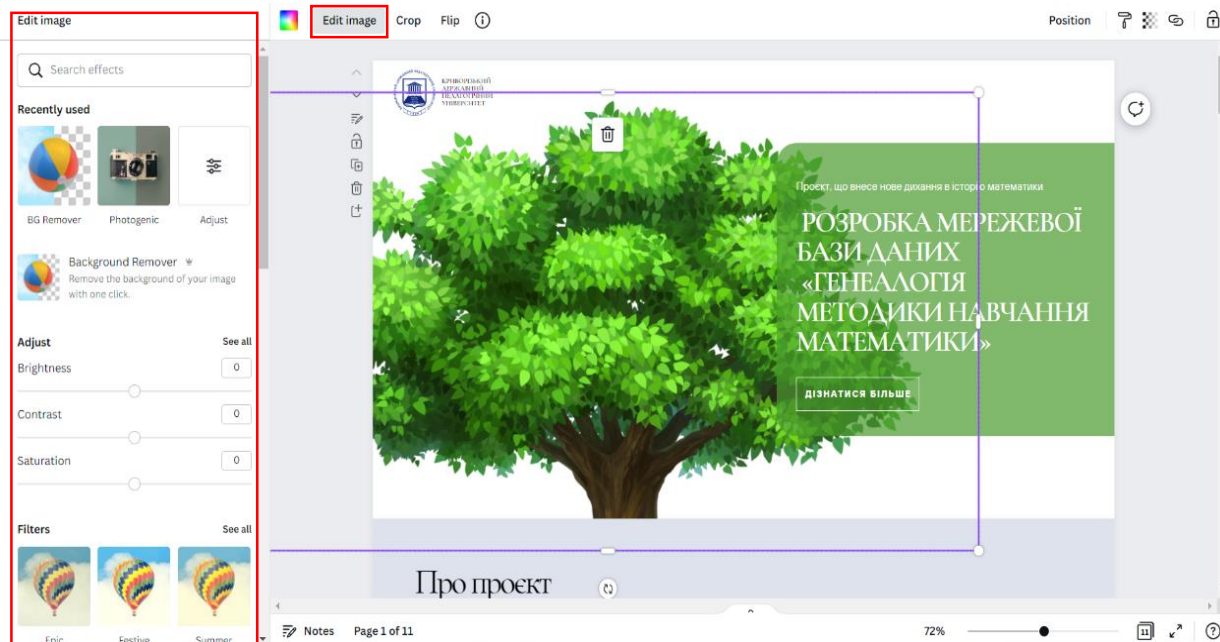 Edit image
Edit image
Crop
Flip
Position
Search effects
Recently used
BG Remover
Photogenic
Adjust
Background Remover
Remove the background of your image
with one click.
Adjust
See all
Brightness
0
Contrast
0
Saturation
0
Filters
See all
Epic
Festive
Summer
КРИВОРІЗЬКИЙ
ДЕРЖАВНИЙ
ПЕДАГОГІЧНИЙ
УНІВЕРСИТЕТ
Проєкт, що внесе нове дихання в історію математики
РОЗРОБКА МЕРЕЖЕВОЇ
БАЗИ ДАНИХ
«ГЕНЕАЛОГІЯ
МЕТОДИКИ НАВЧАННЯ
МАТЕМАТИКИ»
ДІЗНАТИСЯ БІЛЬШЕ
Про проєкт
Notes
Page 1 of 11
72%
11